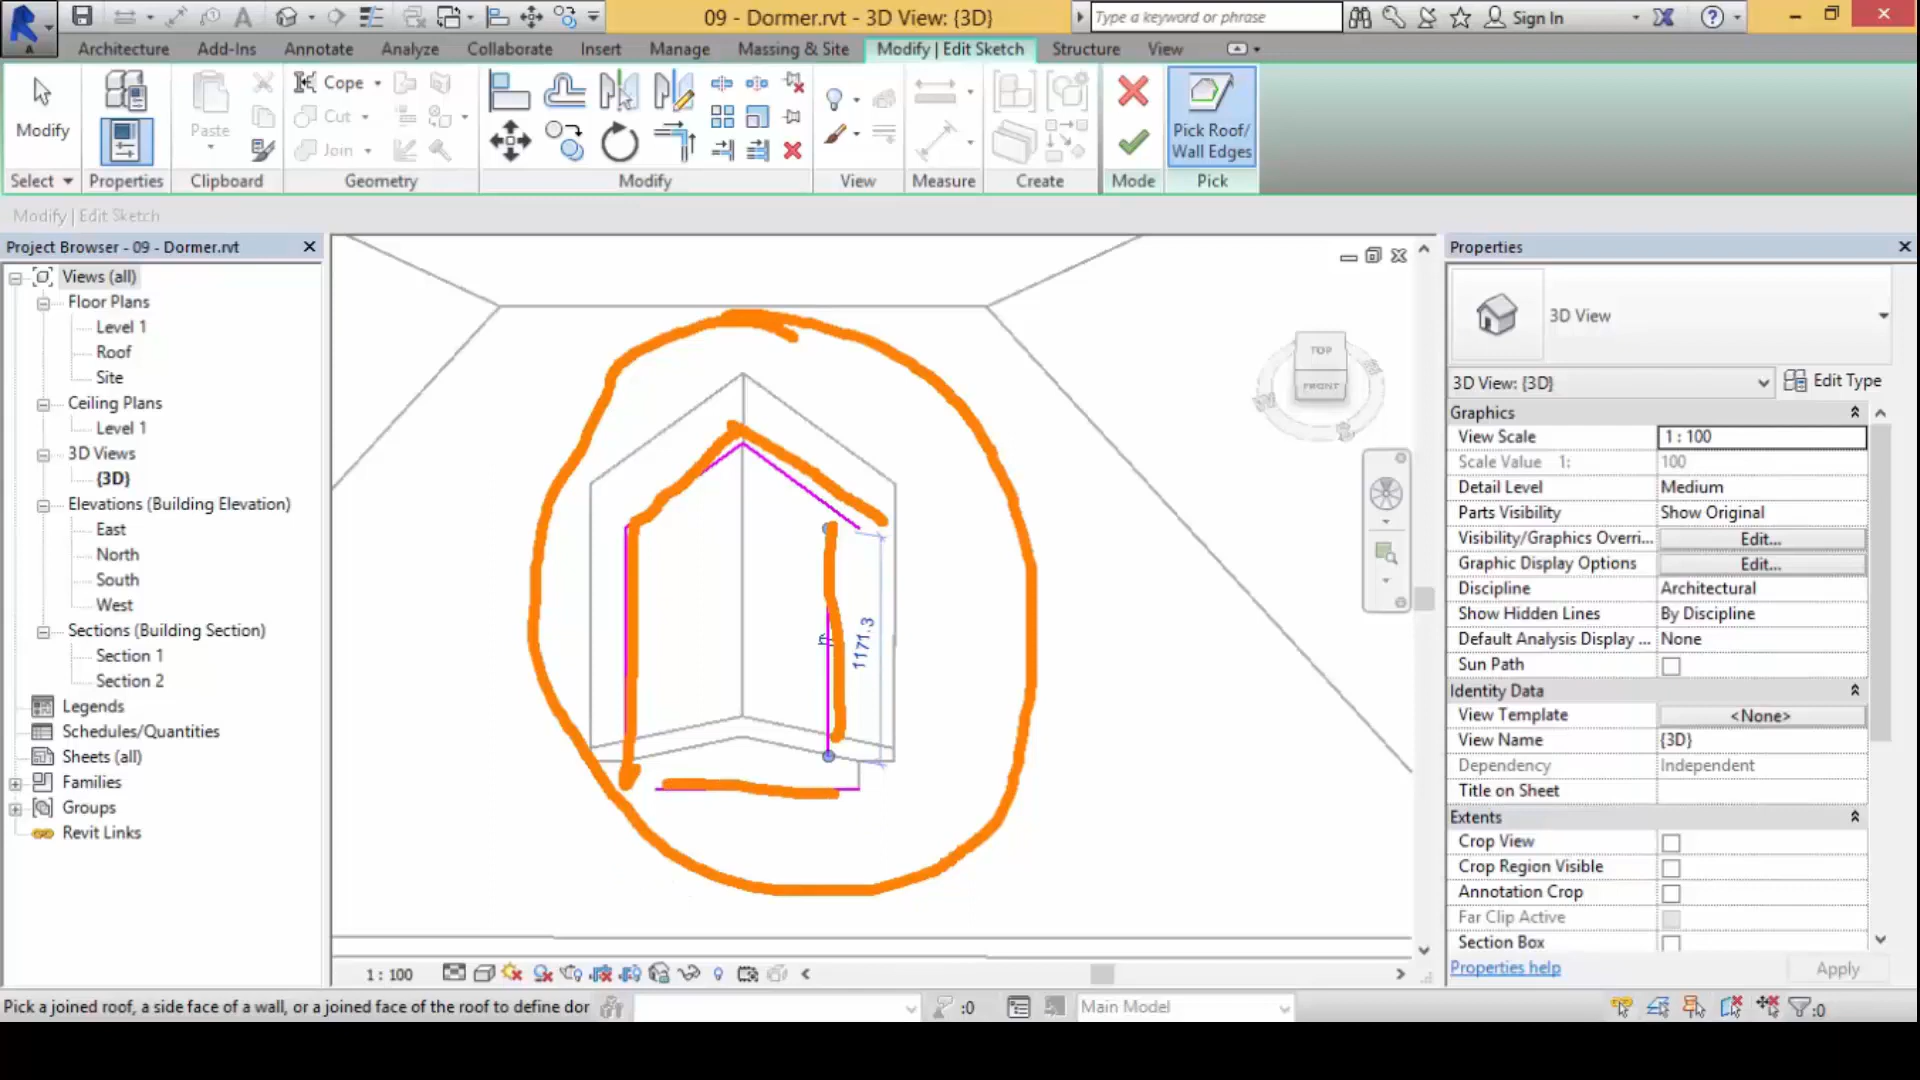 09 - Dormer.rvt - 3D View: {3D}
Type a keyword or phrase
Sign In
Architecture
Add-Ins
Annotate
Analyze
Collaborate
Insert
Manage
Massing & Site
Modify | Edit Sketch
Structure
View
Modify
Paste
Cope
Cut
Join
Pick Roof/
Wall Edges
Select
Properties
Clipboard
Geometry
Modify
View
Measure
Create
Mode
Pick
Modify | Edit Sketch
Project Browser - 09 - Dormer.rvt
Views (all)
Floor Plans
Level 1
Roof
Site
Ceiling Plans
Level 1
3D Views
{3D}
Elevations (Building Elevation)
East
North
South
West
Sections (Building Section)
Section 1
Section 2
Legends
Schedules/Quantities
Sheets (all)
Families
Groups
Revit Links
TOP
FRONT
1171.3
1 : 100
Properties
3D View
3D View: {3D}
Edit Type
Graphics
View Scale
1 : 100
Scale Value 1:
100
Detail Level
Medium
Parts Visibility
Show Original
Visibility/Graphics Overri...
Edit...
Graphic Display Options
Edit...
Discipline
Architectural
Show Hidden Lines
By Discipline
Default Analysis Display ...
None
Sun Path
Identity Data
View Template
<None>
View Name
{3D}
Dependency
Independent
Title on Sheet
Extents
Crop View
Crop Region Visible
Annotation Crop
Far Clip Active
Section Box
Properties help
Apply
Pick a joined roof, a side face of a wall, or a joined face of the roof to define dor
:0
Main Model
:0